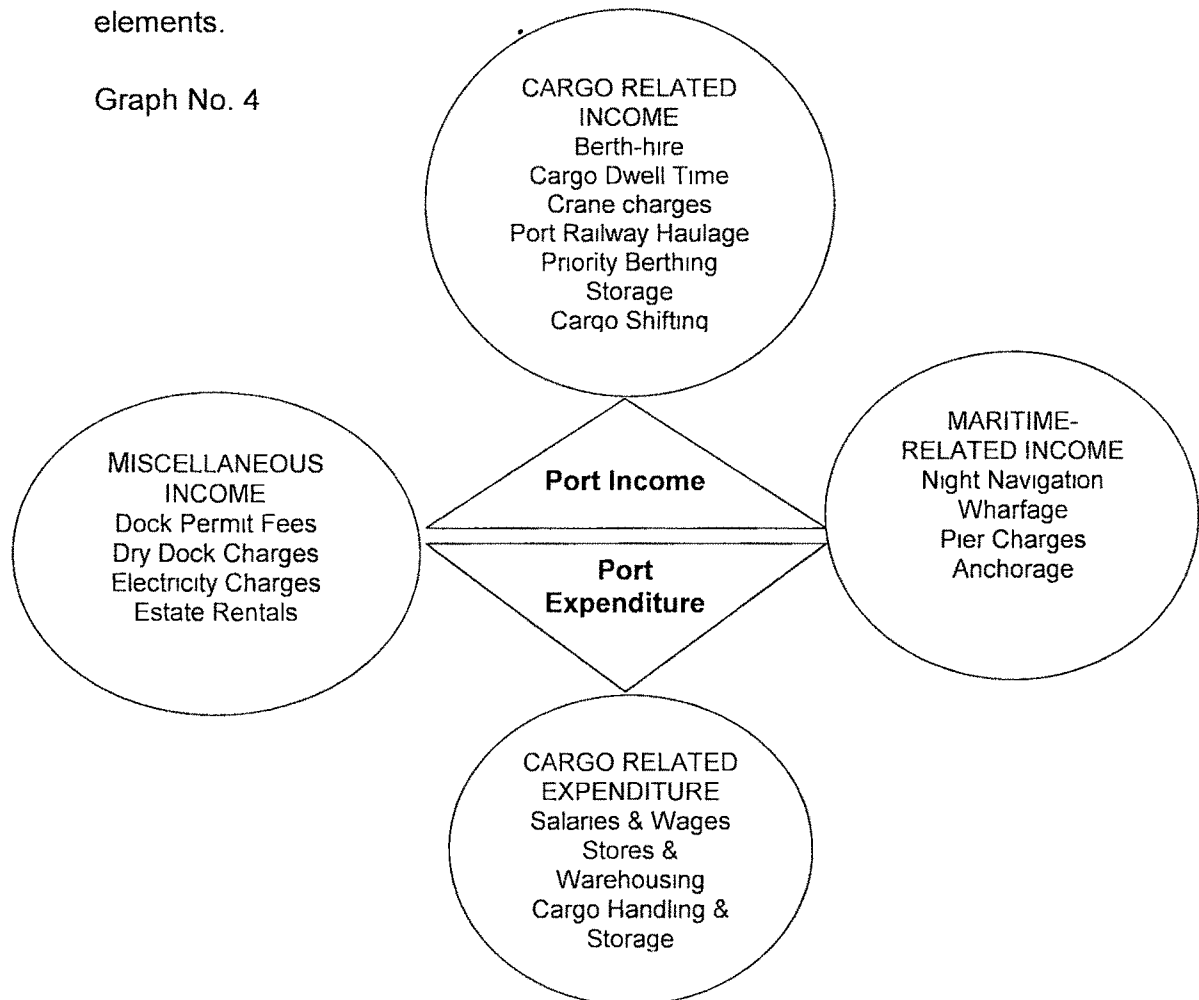 elements.
Graph No. 4
CARGO RELATED
INCOME
Berth-hire
Cargo Dwell Time
Crane charges
Port Railway Haulage
Priority Berthing
Storage
Cargo Shifting
MISCELLANEOUS
INCOME
Dock Permit Fees
Dry Dock Charges
Electricity Charges
Estate Rentals
Port Income
Port
Expenditure
MARITIME-
RELATED INCOME
Night Navigation
Wharfage
Pier Charges
Anchorage
CARGO RELATED
EXPENDITURE
Salaries & Wages
Stores &
Warehousing
Cargo Handling &
Storage